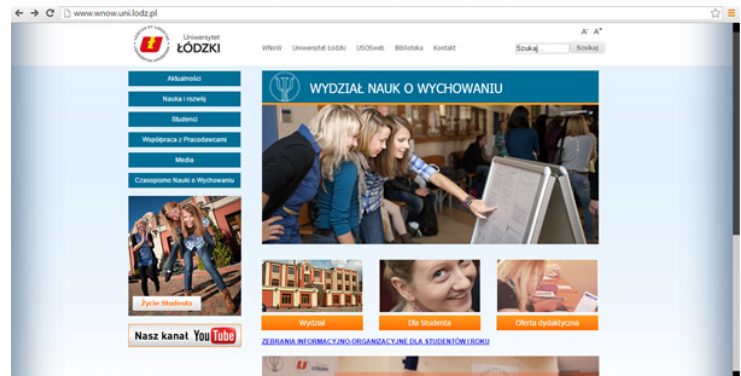 www.wnow.uni.lodz.pl
Uniwersytet
ŁÓDZKI
WNoW Uniwersytet Łódzki USOSweb Biblioteka Kontakt
A- A+
Szukaj... Szukaj
Aktualności
Nauka i rozwój
Studenci
Współpraca z Pracodawcami
Media
Czasopismo Nauki o Wychowaniu
Życie Studenta
Nasz kanał YouTube
WYDZIAŁ NAUK O WYCHOWANIU
Wydział
Dla Studenta
Oferta dydaktyczna
ZEBRANIA INFORMACYJNO-ORGANIZACYJNE DLA STUDENTÓW I ROKU